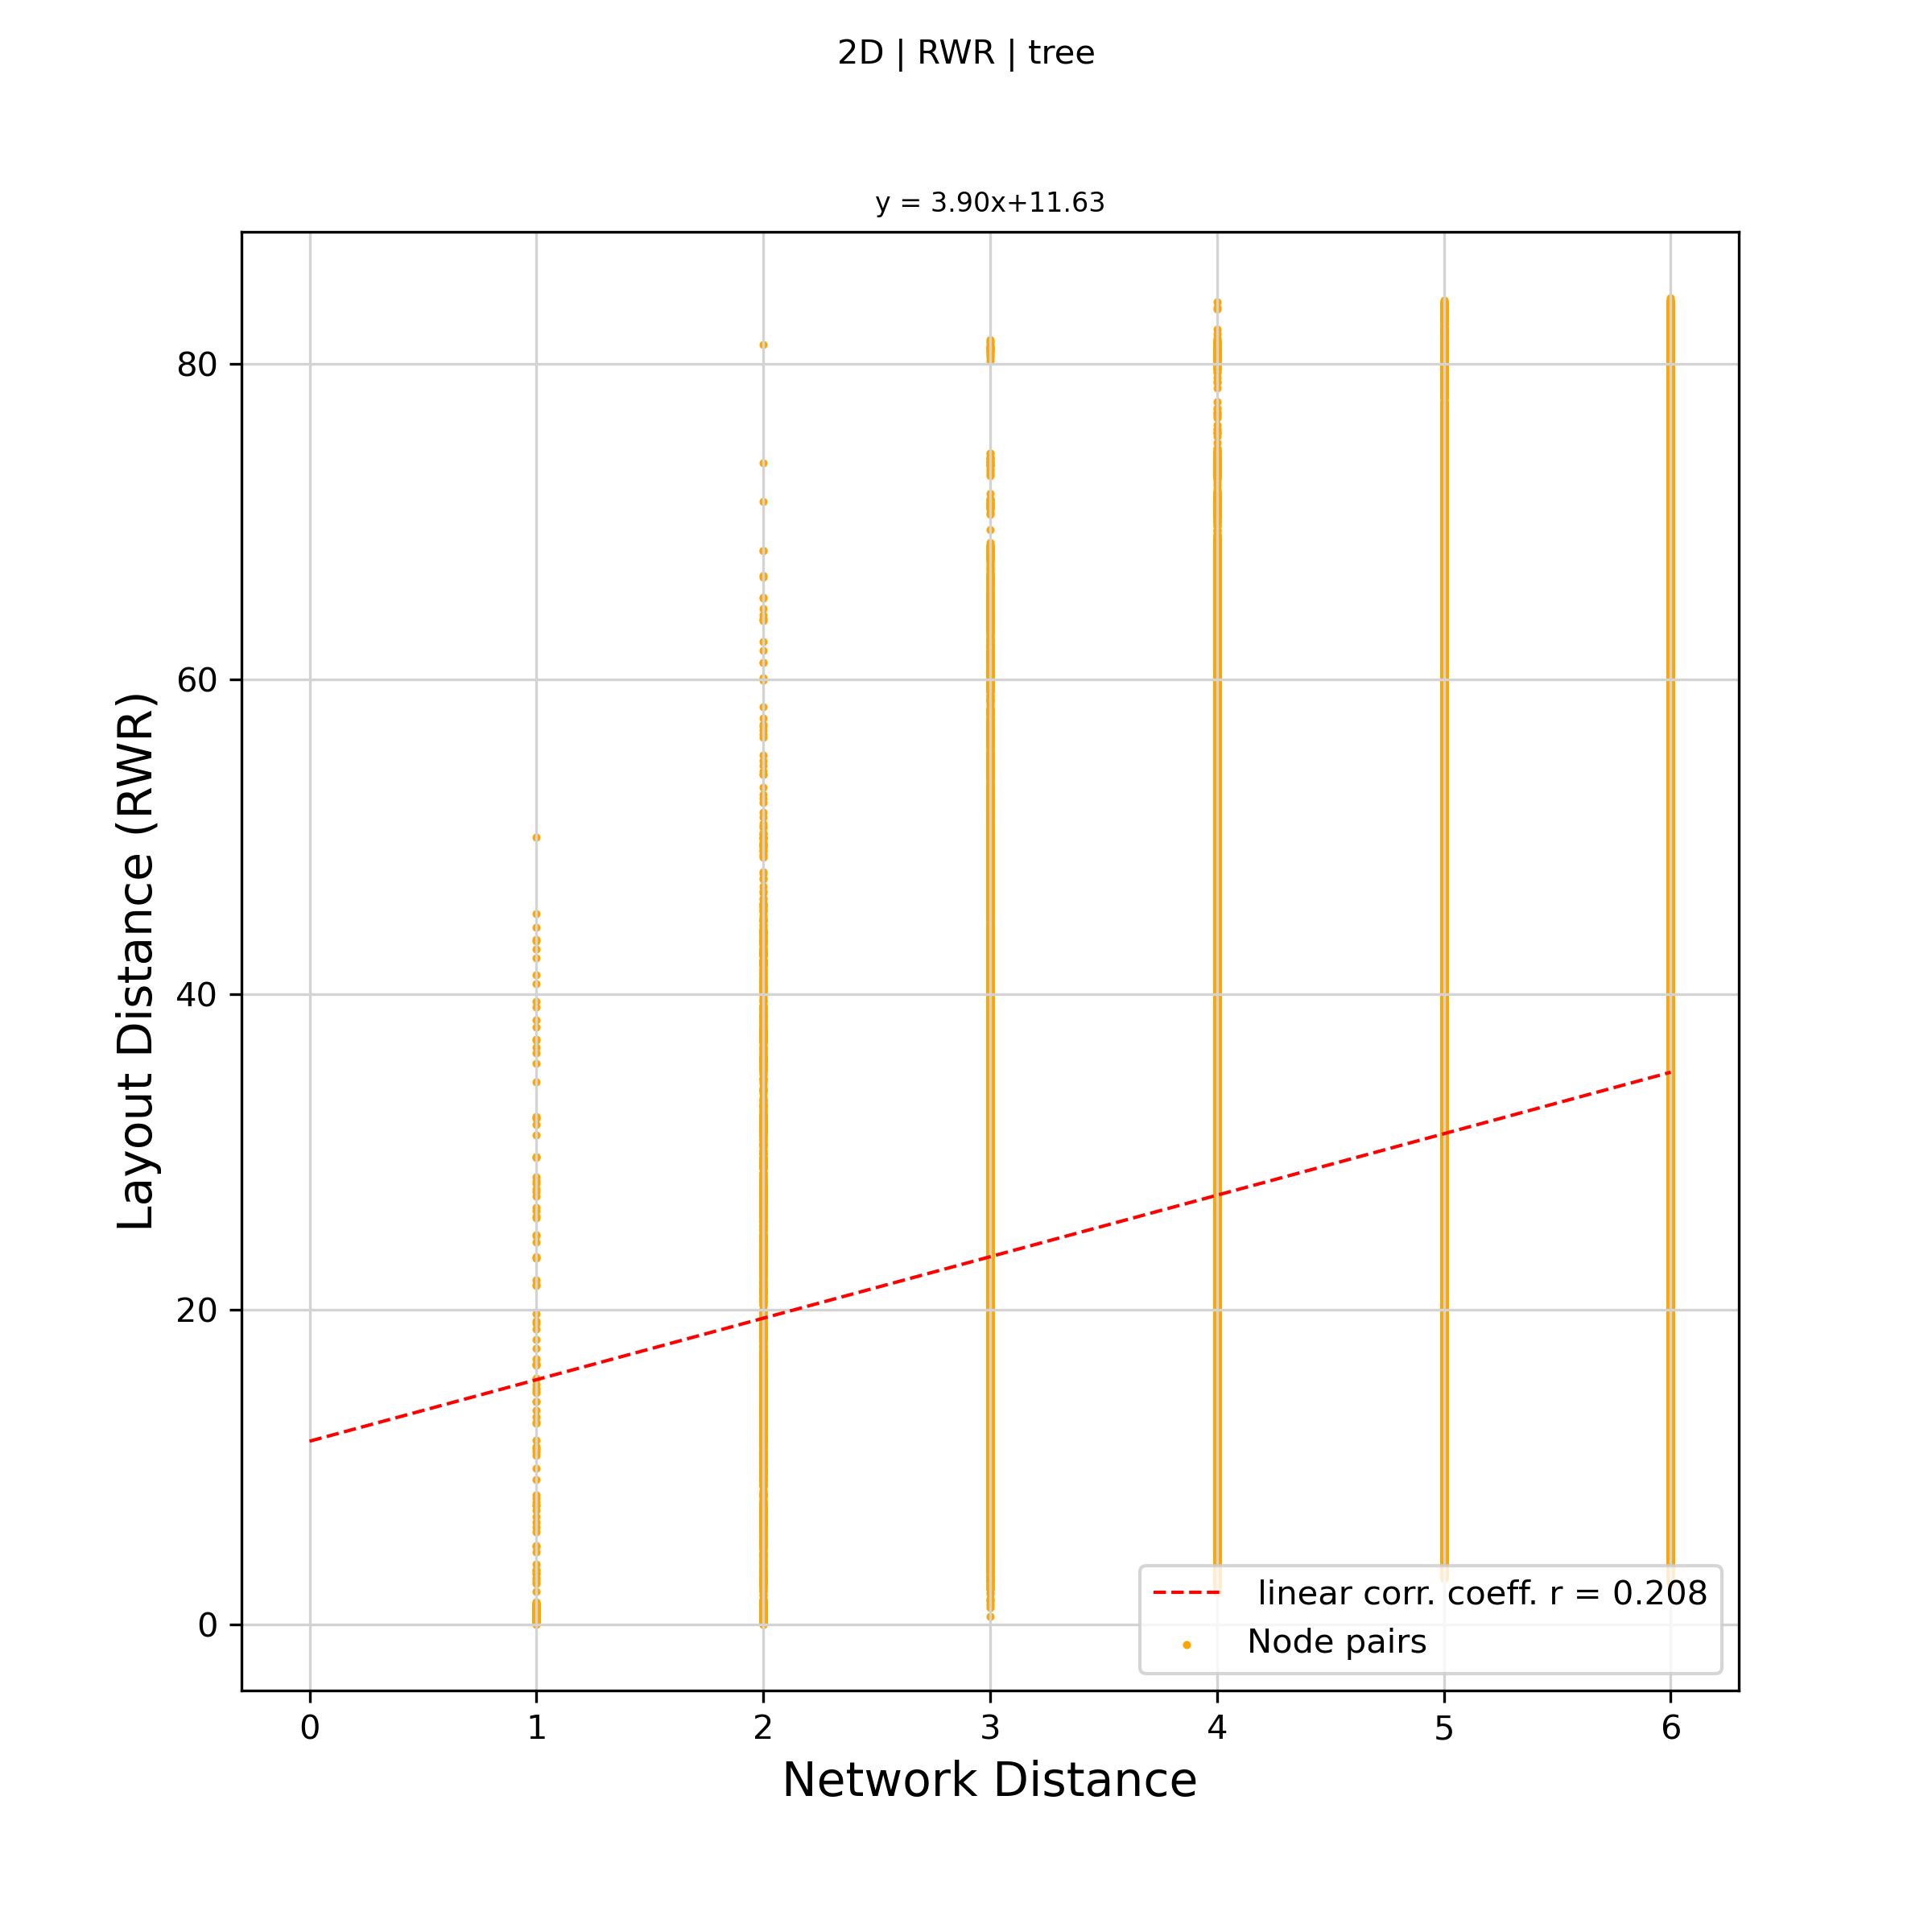 2D | RWR | tree
y = 3.90x+11.63
Layout Distance (RWR)
80
60
40
20
0
linear corr. coeff. r = 0.208
Node pairs
0 1 2 3 4 5 6
Network Distance